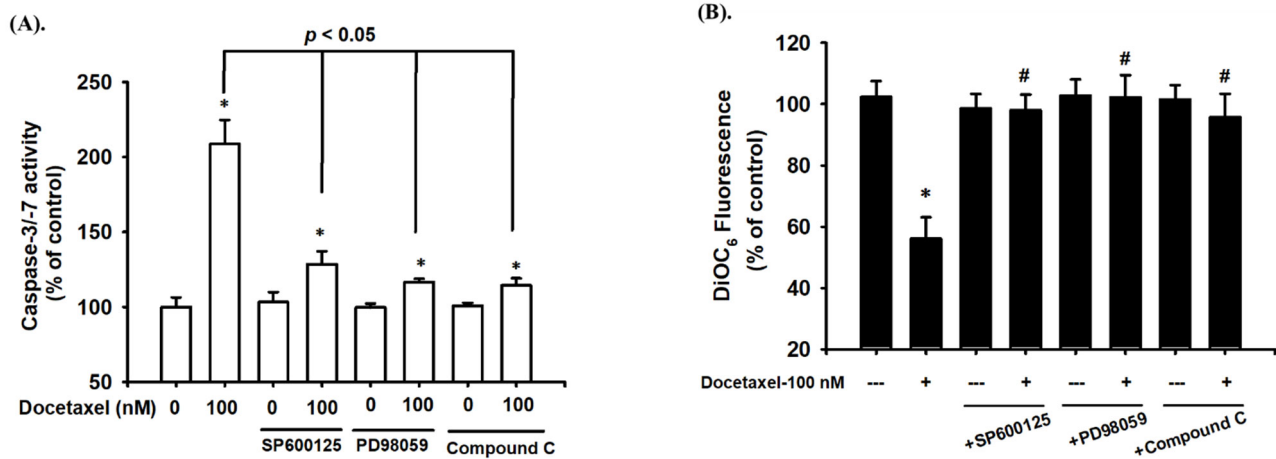 (A).
p < 0.05
Caspase-3/-7 activity
(% of control)
250
200
150
100
50
*
*
*
*
Docetaxel (nM) 0 100 0 100 0 100 0 100
SP600125 PD98059 Compound C
(B).
DiOC6 Fluorescence
(% of control)
120
100
80
60
40
20
*
#
#
#
Docetaxel-100 nM --- + --- + --- + --- +
+SP600125 +PD98059 +Compound C